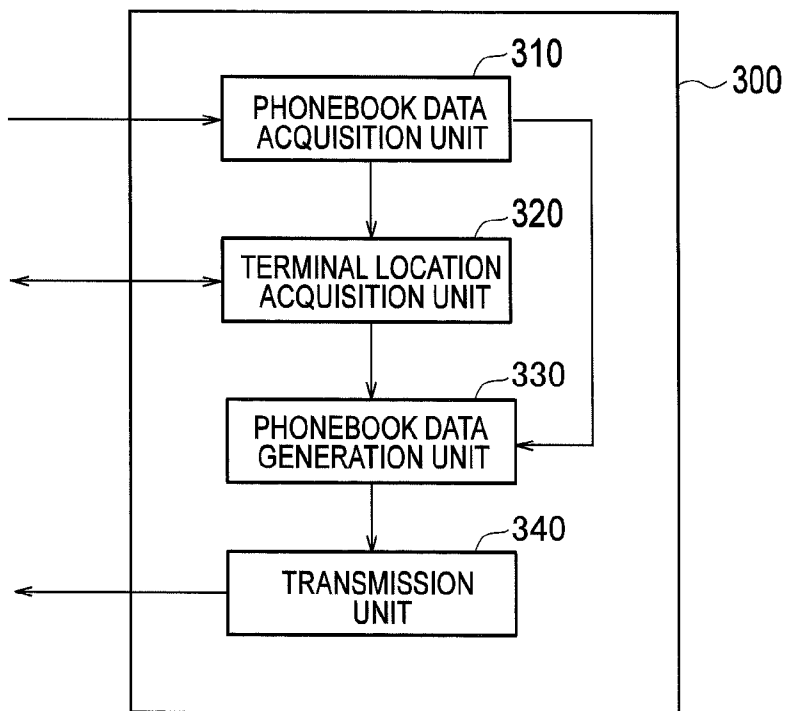 310
300
PHONEBOOK DATA
ACQUISITION UNIT
320
TERMINAL LOCATION
ACQUISITION UNIT
330
PHONEBOOK DATA
GENERATION UNIT
340
TRANSMISSION
UNIT